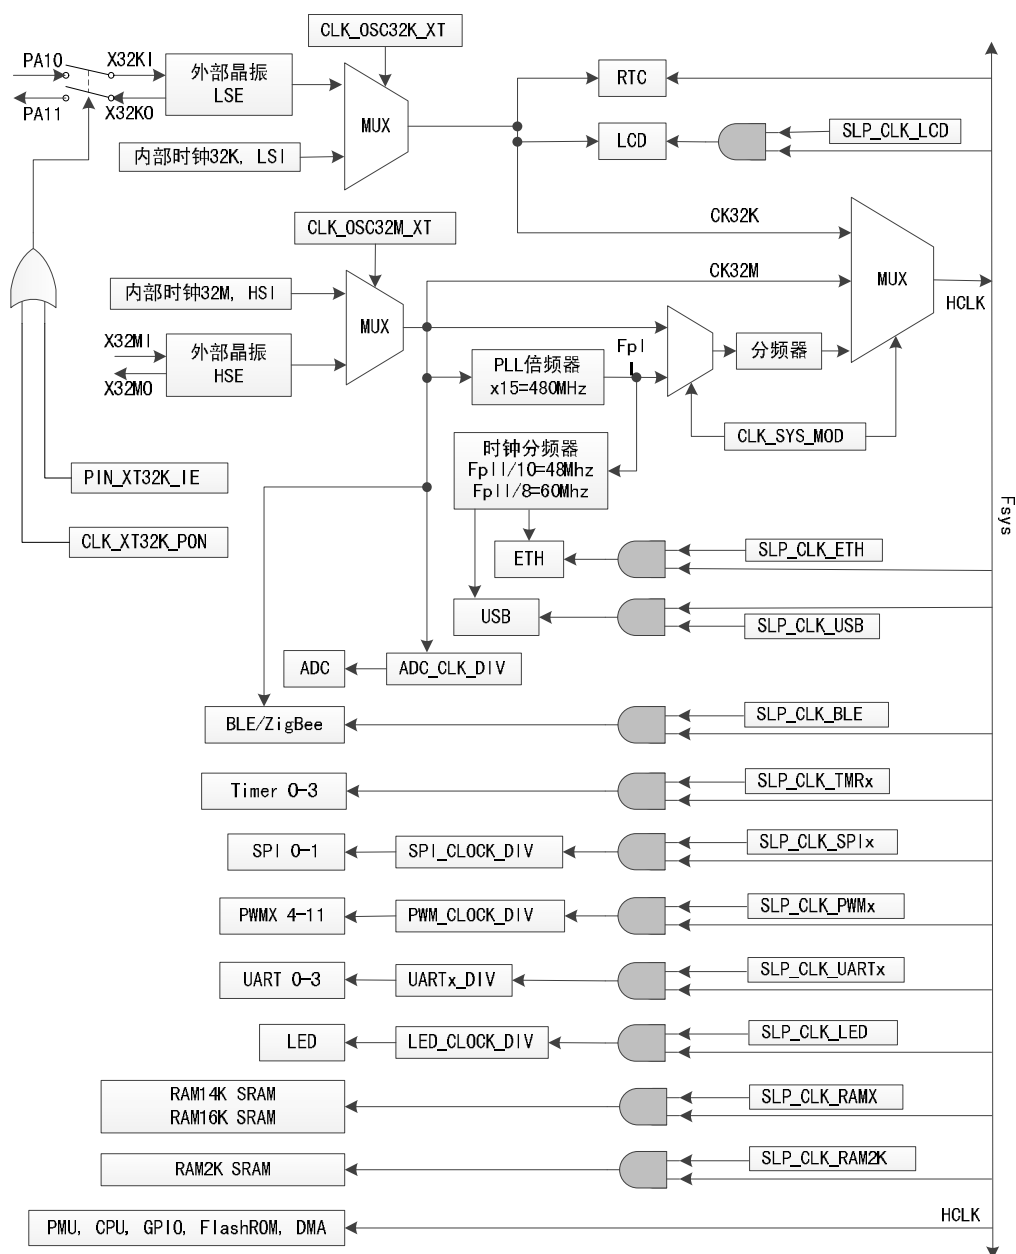 CLK_OSC32K_XT
PA10
X32KI
外部晶振
LSE
RTC
PA11
X32KO
MUX
LCD
SLP_CLK_LCD
内部时钟32K, LSI
CLK_OSC32M_XT
CK32K
内部时钟32M, HSI
CK32M
MUX
HCLK
MUX
X32MI
外部晶振
HSE
X32MO
PLL倍频器
x15=480MHz
Fpl
分频器
CLK_SYS_MOD
时钟分频器
Fpll/10=48Mhz
Fpll/8=60Mhz
PIN_XT32K_IE
CLK_XT32K_PON
Fsys
ETH
SLP_CLK_ETH
USB
SLP_CLK_USB
ADC
ADC_CLK_DIV
BLE/ZigBee
SLP_CLK_BLE
Timer 0-3
SLP_CLK_TMRx
SPI 0-1
SPI_CLOCK_DIV
SLP_CLK_SPIx
PWMX 4-11
PWM_CLOCK_DIV
SLP_CLK_PWMx
UART 0-3
UARTx_DIV
SLP_CLK_UARTx
LED
LED_CLOCK_DIV
SLP_CLK_LED
RAM14K SRAM
RAM16K SRAM
SLP_CLK_RAMX
RAM2K SRAM
SLP_CLK_RAM2K
PMU, CPU, GPIO, FlashROM, DMA
HCLK